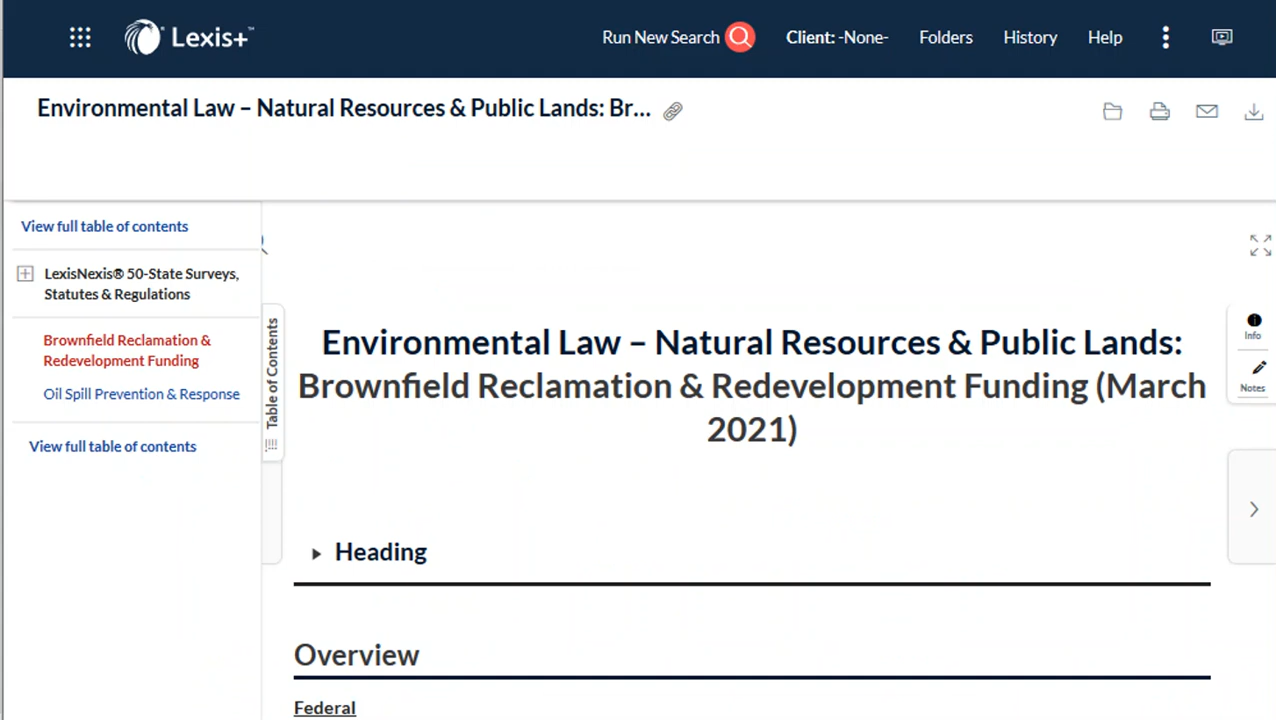 Lexis+™
Run New Search
Client: -None-
Folders
History
Help
Environmental Law – Natural Resources & Public Lands: Br...
View full table of contents
LexisNexis® 50-State Surveys,
Statutes & Regulations
Brownfield Reclamation &
Redevelopment Funding
Oil Spill Prevention & Response
View full table of contents
Table of Contents
Environmental Law – Natural Resources & Public Lands:
Brownfield Reclamation & Redevelopment Funding (March
2021)
Info
Notes
Heading
Overview
Federal